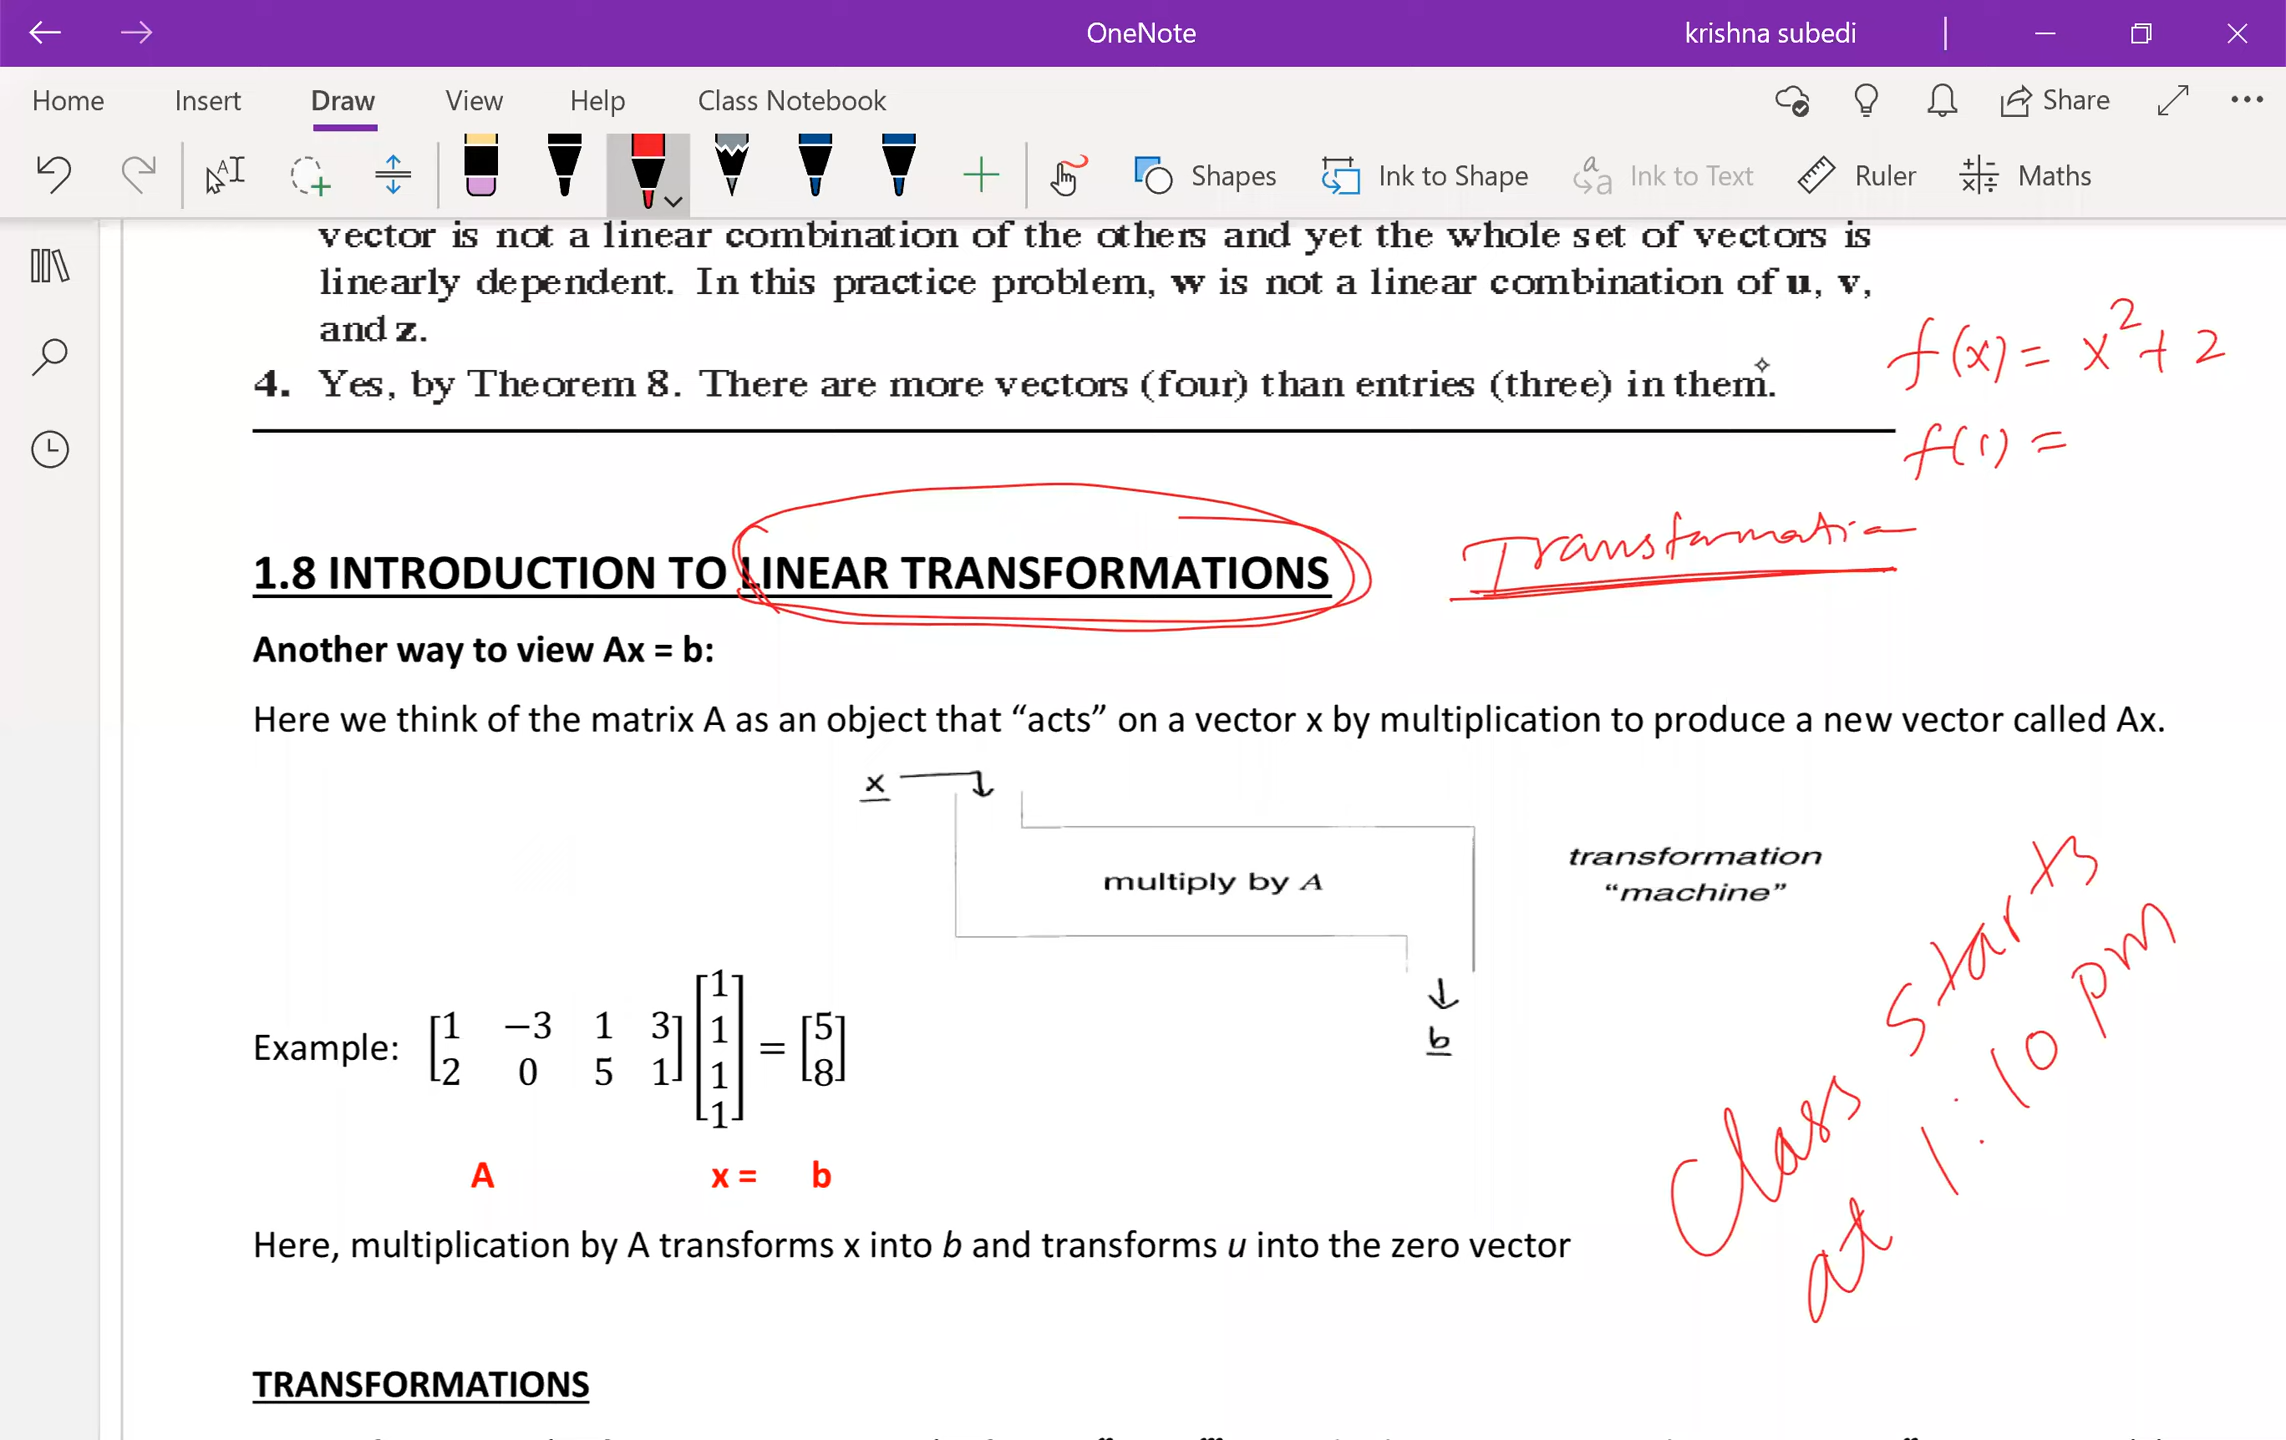 OneNote
krishna subedi
Home Insert Draw View Help Class Notebook Share
Shapes Ink to Shape Ink to Text Ruler Maths
vector is not a linear combination of the others and yet the whole set of vectors is
linearly dependent. In this practice problem, w is not a linear combination of u, v,
and z.
f(x) = x² + 2
4. Yes, by Theorem 8. There are more vectors (four) than entries (three) in them.
f(1) =
1.8 INTRODUCTION TO LINEAR TRANSFORMATIONS
Transformation
Another way to view Ax = b:
Here we think of the matrix A as an object that “acts” on a vector x by multiplication to produce a new vector called Ax.
x
multiply by A
transformation
“machine”
b
Example: [1 −3 1 3 [1 1 1 1] = [5
2 0 5 1] 8]
A x = b
Class starts
at 1:10 pm
Here, multiplication by A transforms x into b and transforms u into the zero vector
TRANSFORMATIONS